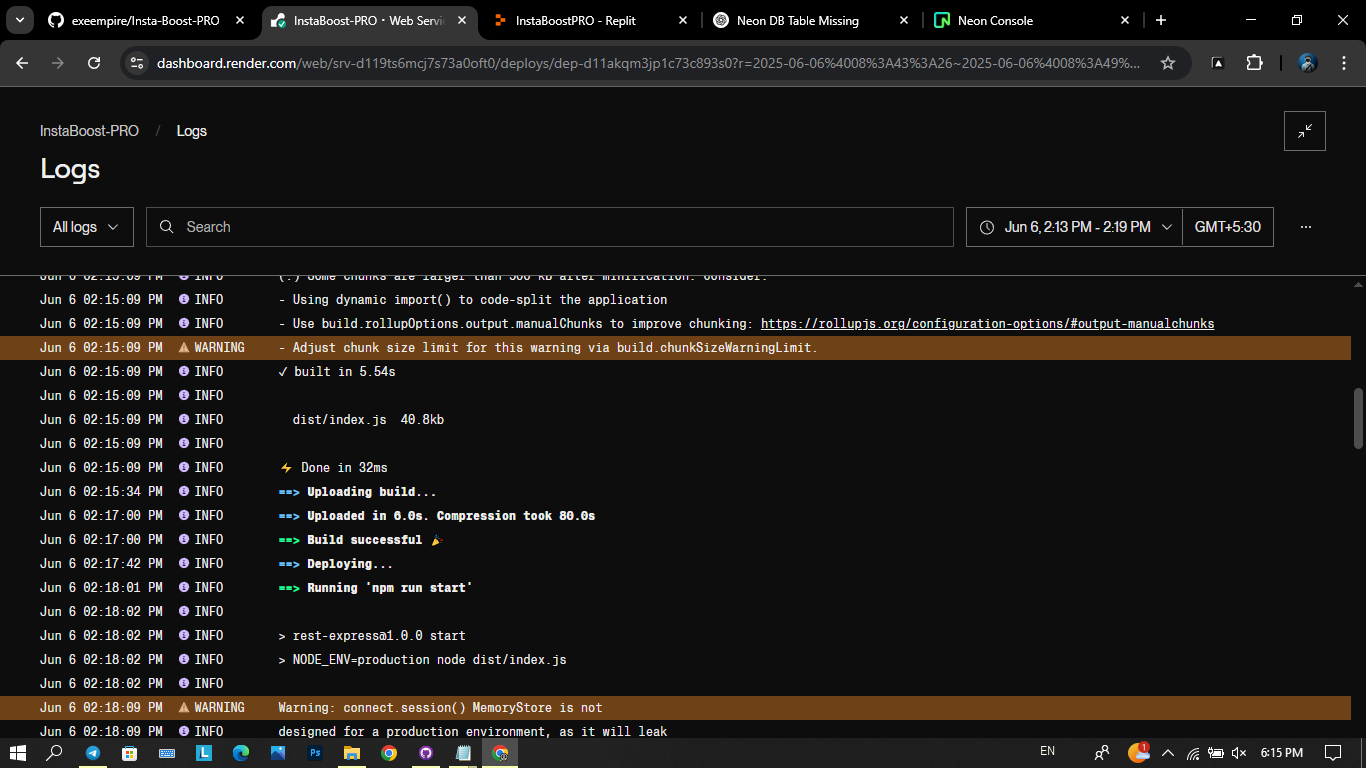 exeempire/Insta-Boost-PRO
InstaBoost-PRO · Web Servic
InstaBoostPRO - Replit
Neon DB Table Missing
Neon Console
dashboard.render.com/web/srv-d119ts6mcj7s73a0oft0/deploys/dep-d11akqm3jp1c73c893s0?r=2025-06-06%4008%3A43%3A26~2025-06-06%4008%3A49%...
InstaBoost-PRO / Logs
Logs
All logs
Search
Jun 6, 2:13 PM - 2:19 PM
GMT+5:30
...
Jun 6 02:15:09 PM INFO (!) Some chunks are larger than 500 kB after minification. Consider:
Jun 6 02:15:09 PM INFO - Using dynamic import() to code-split the application
Jun 6 02:15:09 PM INFO - Use build.rollupOptions.output.manualChunks to improve chunking: https://rollupjs.org/configuration-options/#output-manualchunks
Jun 6 02:15:09 PM WARNING - Adjust chunk size limit for this warning via build.chunkSizeWarningLimit.
Jun 6 02:15:09 PM INFO ✓ built in 5.54s
Jun 6 02:15:09 PM INFO
Jun 6 02:15:09 PM INFO dist/index.js 40.8kb
Jun 6 02:15:09 PM INFO
Jun 6 02:15:09 PM INFO ⚡ Done in 32ms
Jun 6 02:15:34 PM INFO ==> Uploading build...
Jun 6 02:17:00 PM INFO ==> Uploaded in 6.0s. Compression took 80.0s
Jun 6 02:17:00 PM INFO ==> Build successful 🎉
Jun 6 02:17:42 PM INFO ==> Deploying...
Jun 6 02:18:01 PM INFO ==> Running 'npm run start'
Jun 6 02:18:02 PM INFO
Jun 6 02:18:02 PM INFO > rest-express@1.0.0 start
Jun 6 02:18:02 PM INFO > NODE_ENV=production node dist/index.js
Jun 6 02:18:02 PM INFO
Jun 6 02:18:09 PM WARNING Warning: connect.session() MemoryStore is not
Jun 6 02:18:09 PM INFO designed for a production environment, as it will leak
L
Ps
EN
1
6:15 PM